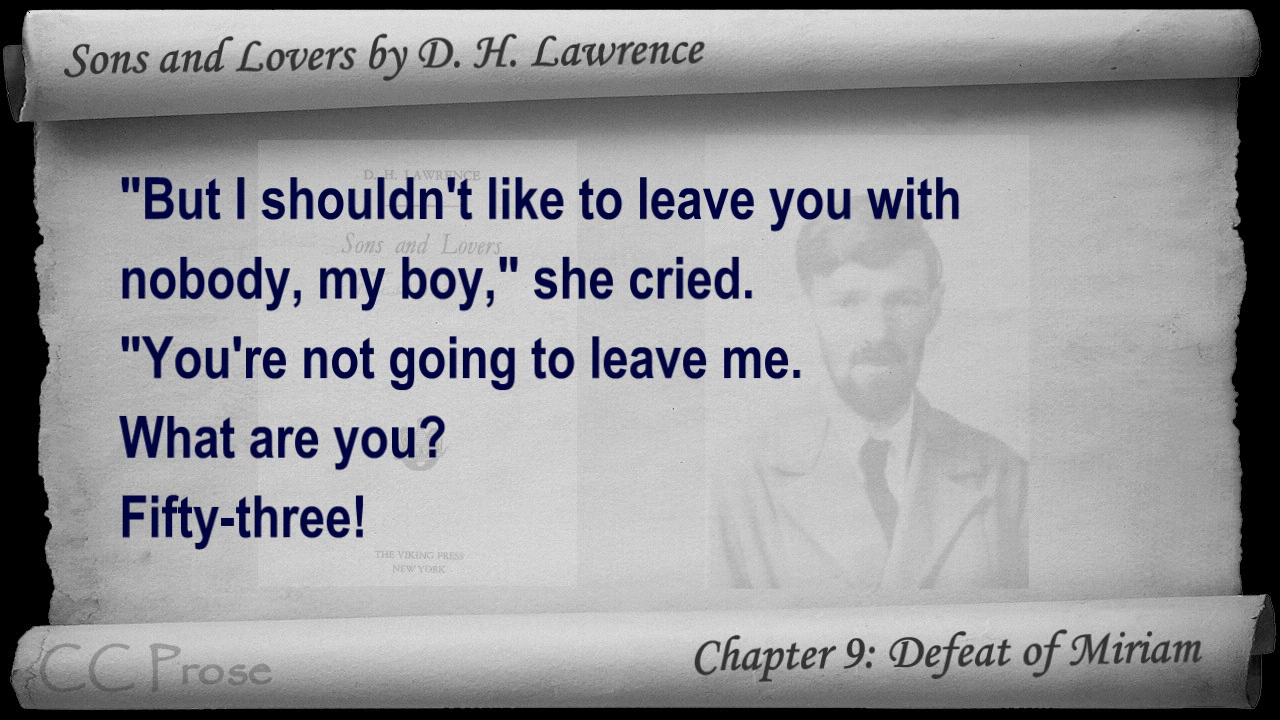 Sons and Lovers by D. H. Lawrence
D. H. LAWRENCE
"But I shouldn't like to leave you with
Sons and Lovers
nobody, my boy," she cried.
"You're not going to leave me.
What are you?
Fifty-three!
THE VIKING PRESS
NEW YORK
CC Prose
Chapter 9: Defeat of Miriam